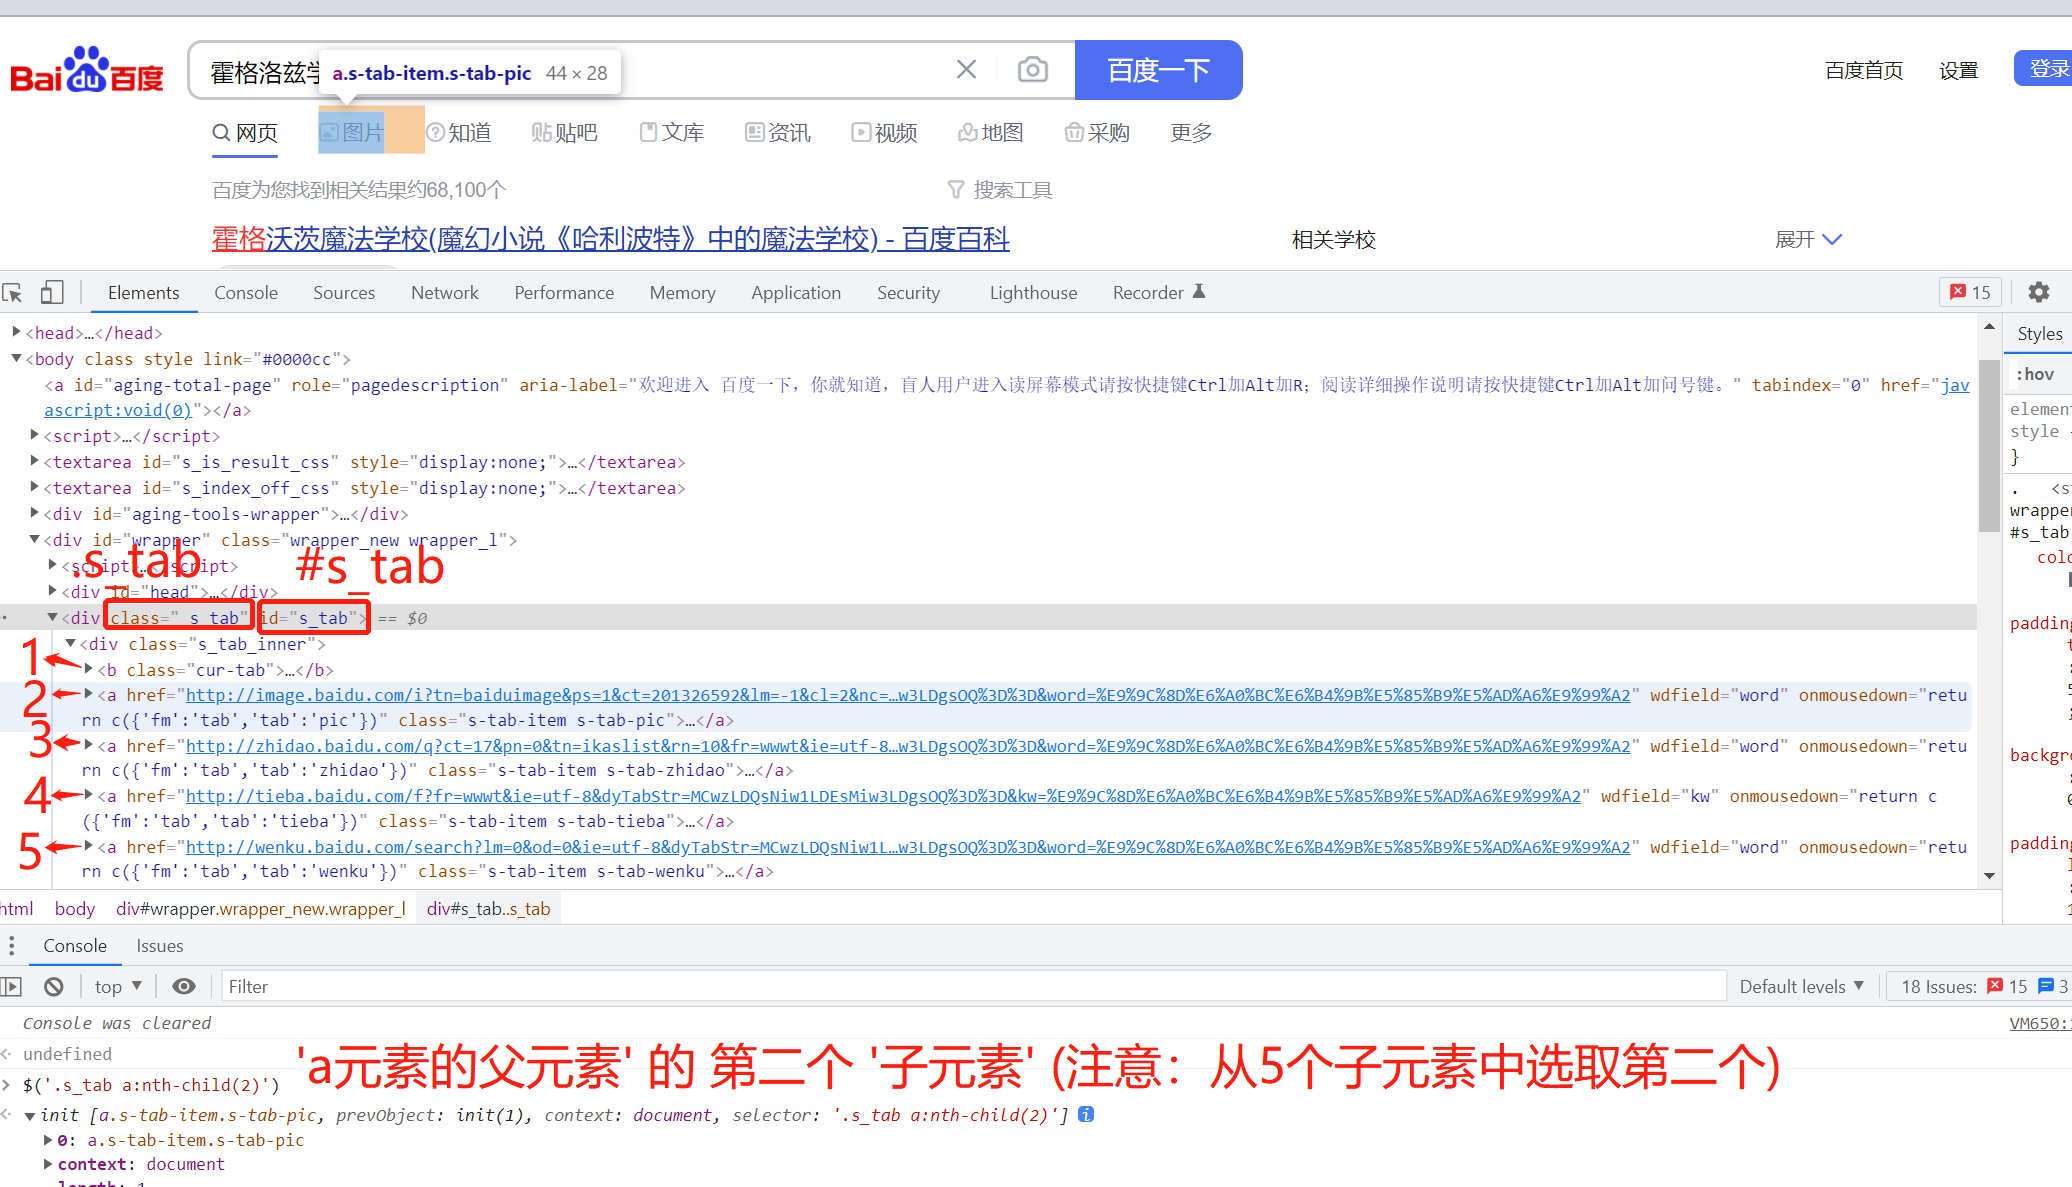 Bai du 百度
霍格洛兹学
a.s-tab-item.s-tab-pic 44 × 28
百度一下
百度首页 设置 登录
网页 图片 知道 贴吧 文库 资讯 视频 地图 采购 更多
百度为您找到相关结果约68,100个 搜索工具
霍格沃茨魔法学校(魔幻小说《哈利波特》中的魔法学校) - 百度百科 相关学校 展开
Elements Console Sources Network Performance Memory Application Security Lighthouse Recorder 15
<head>…</head>
<body class style link="#0000cc">
<a id="aging-total-page" role="pagedescription" aria-label="欢迎进入 百度一下，你就知道，盲人用户进入读屏幕模式请按快捷键Ctrl加Alt加R；阅读详细操作说明请按快捷键Ctrl加Alt加问号键。" tabindex="0" href="jav
ascript:void(0)"></a>
<script>…</script>
<textarea id="s_is_result_css" style="display:none;">…</textarea>
<textarea id="s_index_off_css" style="display:none;">…</textarea>
<div id="aging-tools-wrapper">…</div>
<div id="wrapper" class="wrapper_new wrapper_l">
.s_tab #s_tab
<script>…</script>
<div id="head">…</div>
<div class=" s_tab" id="s_tab"> == $0
<div class="s_tab_inner">
1 <b class="cur-tab">…</b>
2 <a href="http://image.baidu.com/i?tn=baiduimage&ps=1&ct=201326592&lm=-1&cl=2&nc=…w3LDgsOQ%3D%3D&word=%E9%9C%8D%E6%A0%BC%E6%B4%9B%E5%85%B9%E5%AD%A6%E9%99%A2" wdfield="word" onmousedown="retu
rn c({'fm':'tab','tab':'pic'})" class="s-tab-item s-tab-pic">…</a>
3 <a href="http://zhidao.baidu.com/q?ct=17&pn=0&tn=ikaslist&rn=10&fr=wwwt&ie=utf-8…w3LDgsOQ%3D%3D&word=%E9%9C%8D%E6%A0%BC%E6%B4%9B%E5%85%B9%E5%AD%A6%E9%99%A2" wdfield="word" onmousedown="retu
rn c({'fm':'tab','tab':'zhidao'})" class="s-tab-item s-tab-zhidao">…</a>
4 <a href="http://tieba.baidu.com/f?fr=wwwt&ie=utf-8&dyTabStr=MCwzLDQsNiw1LDEsMiw3LDgsOQ%3D%3D&kw=%E9%9C%8D%E6%A0%BC%E6%B4%9B%E5%85%B9%E5%AD%A6%E9%99%A2" wdfield="kw" onmousedown="return c
({'fm':'tab','tab':'tieba'})" class="s-tab-item s-tab-tieba">…</a>
5 <a href="http://wenku.baidu.com/search?lm=0&od=0&ie=utf-8&dyTabStr=MCwzLDQsNiw1L…w3LDgsOQ%3D%3D&word=%E9%9C%8D%E6%A0%BC%E6%B4%9B%E5%85%B9%E5%AD%A6%E9%99%A2" wdfield="word" onmousedown="retu
rn c({'fm':'tab','tab':'wenku'})" class="s-tab-item s-tab-wenku">…</a>
html body div#wrapper.wrapper_new.wrapper_l div#s_tab..s_tab
Styles
:hov
elemen
style
}
. <s
wrappe
#s_tab
colo
padding
backgro
padding
Console Issues
top Filter Default levels 18 Issues: 15 3
Console was cleared VM650:
undefined
'a元素的父元素' 的 第二个 '子元素' (注意：从5个子元素中选取第二个)
$('.s_tab a:nth-child(2)')
init [a.s-tab-item.s-tab-pic, prevObject: init(1), context: document, selector: '.s_tab a:nth-child(2)']
0: a.s-tab-item.s-tab-pic
context: document
length: 1